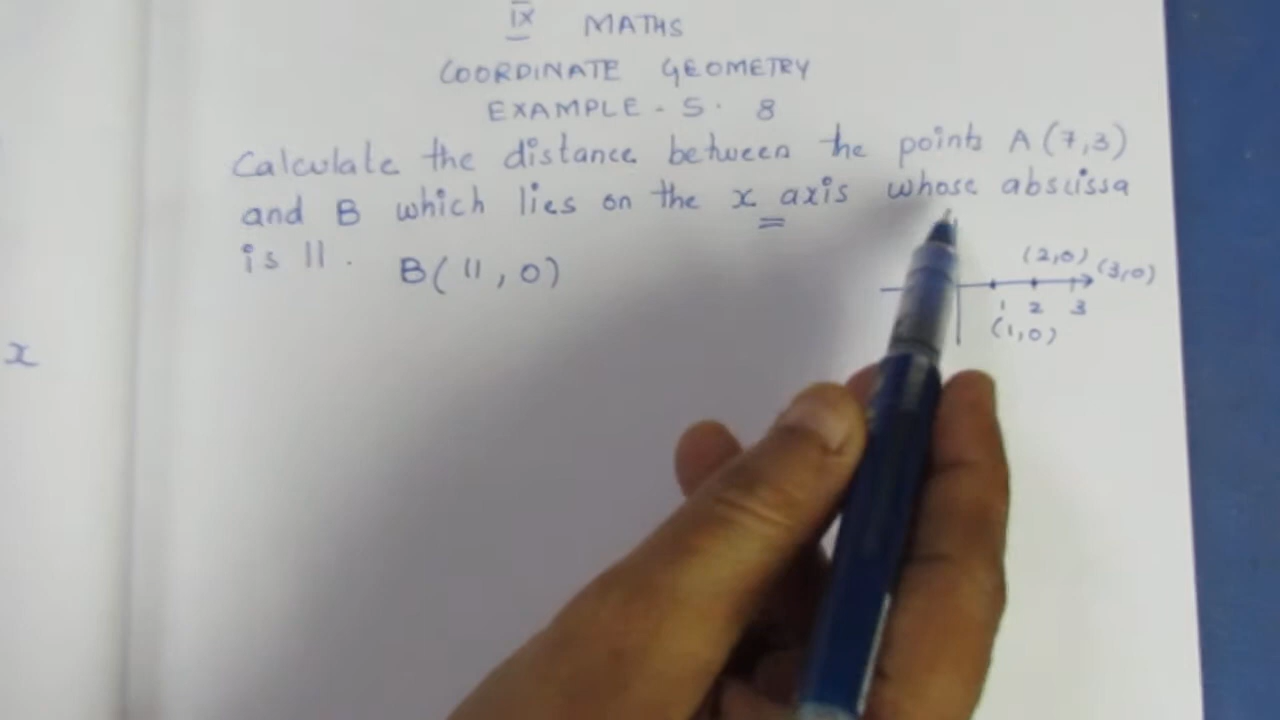 IX MATHS
COORDINATE GEOMETRY
EXAMPLE - 5. 8
Calculate the distance between the points A (7,3)
and B which lies on the x axis whose abscissa
is 11. B( 11 , 0)
(2,0) (3,0)
1 2 3
(1,0)
x